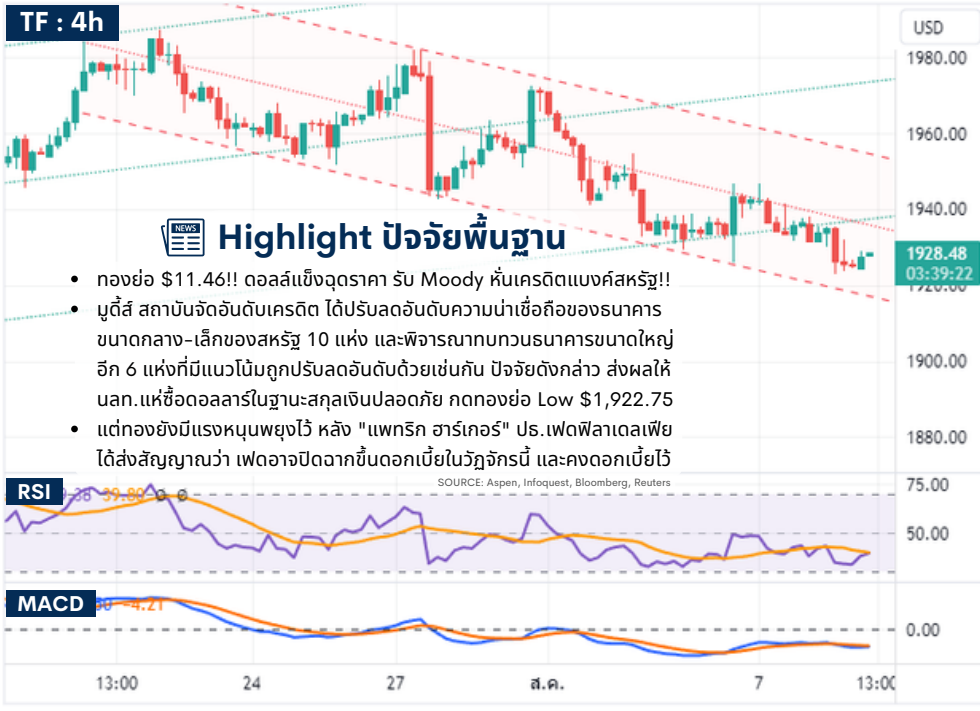 TF : 4h
USD
1980.00
1960.00
1940.00
1928.48
03:39:22
1920.00
1900.00
1880.00
NEWS
Highlight ปัจจัยพื้นฐาน
• ทองย่อ $11.46!! ดอลล์แข็งฉุดราคา รับ Moody หั่นเครดิตแบงค์สหรัฐ!!
• มูดี้ส์ สถาบันจัดอันดับเครดิต ได้ปรับลดอันดับความน่าเชื่อถือของธนาคาร
ขนาดกลาง-เล็กของสหรัฐ 10 แห่ง และพิจารณาทบทวนธนาคารขนาดใหญ่
อีก 6 แห่งที่มีแนวโน้มถูกปรับลดอันดับด้วยเช่นกัน ปัจจัยดังกล่าว ส่งผลให้
นลท.แห่ซื้อดอลลาร์ในฐานะสกุลเงินปลอดภัย กดทองย่อ Low $1,922.75
• แต่ทองยังมีแรงหนุนพยุงไว้ หลัง "แพทริก ฮาร์เกอร์" ปธ.เฟดฟิลาเดลเฟีย
ได้ส่งสัญญาณว่า เฟดอาจปิดฉากขึ้นดอกเบี้ยในวัฏจักรนี้ และคงดอกเบี้ยไว้
SOURCE: Aspen, Infoquest, Bloomberg, Reuters
RSI
39.80
75.00
50.00
MACD
-4.21
0.00
13:00 24 27 ส.ค. 7 13:00